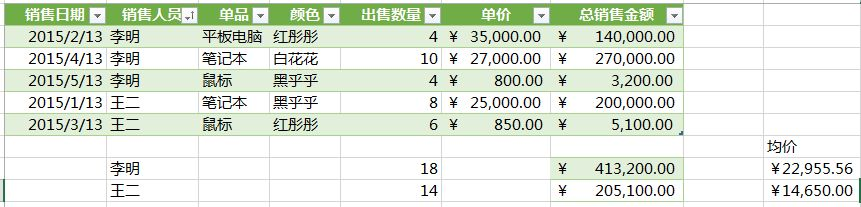 销售日期 销售人员 单品 颜色 出售数量 单价 总销售金额
2015/2/13 李明 平板电脑 红彤彤 4 ¥ 35,000.00 ¥ 140,000.00
2015/4/13 李明 笔记本 白花花 10 ¥ 27,000.00 ¥ 270,000.00
2015/5/13 李明 鼠标 黑乎乎 4 ¥ 800.00 ¥ 3,200.00
2015/1/13 王二 笔记本 黑乎乎 8 ¥ 25,000.00 ¥ 200,000.00
2015/3/13 王二 鼠标 红彤彤 6 ¥ 850.00 ¥ 5,100.00
均价
李明 18 ¥ 413,200.00 ¥22,955.56
王二 14 ¥ 205,100.00 ¥14,650.00